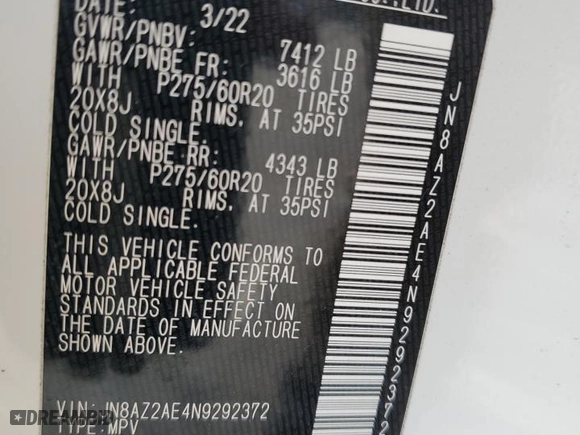 DATE: 3/22
GVWR/PNBV: 7412 LB
GAWR/PNBE FR: 3616 LB
WITH P275/60R20 TIRES
20X8J RIMS, AT 35PSI
COLD SINGLE.
GAWR/PNBE RR: 4343 LB
WITH P275/60R20 TIRES
20X8J RIMS, AT 35PSI
COLD SINGLE.
THIS VEHICLE CONFORMS TO
ALL APPLICABLE FEDERAL
MOTOR VEHICLE SAFETY
STANDARDS IN EFFECT ON
THE DATE OF MANUFACTURE
SHOWN ABOVE.
VIN: JN8AZ2AE4N9292372
TYPE: MPV
JN8AZ2AE4N9292372